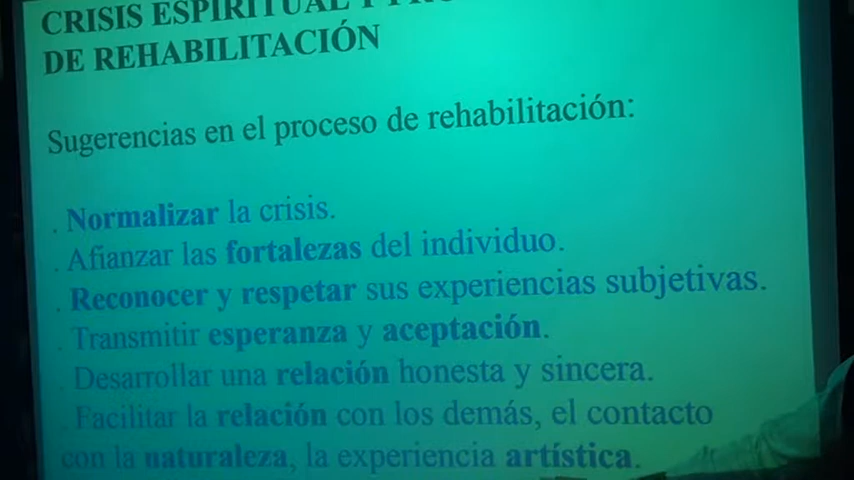 CRISIS ESPIRITUAL Y
DE REHABILITACIÓN
Sugerencias en el proceso de rehabilitación:
. Normalizar la crisis.
. Afianzar las fortalezas del individuo.
. Reconocer y respetar sus experiencias subjetivas.
. Transmitir esperanza y aceptación.
. Desarrollar una relación honesta y sincera.
. Facilitar la relación con los demás, el contacto
con la naturaleza, la experiencia artística.